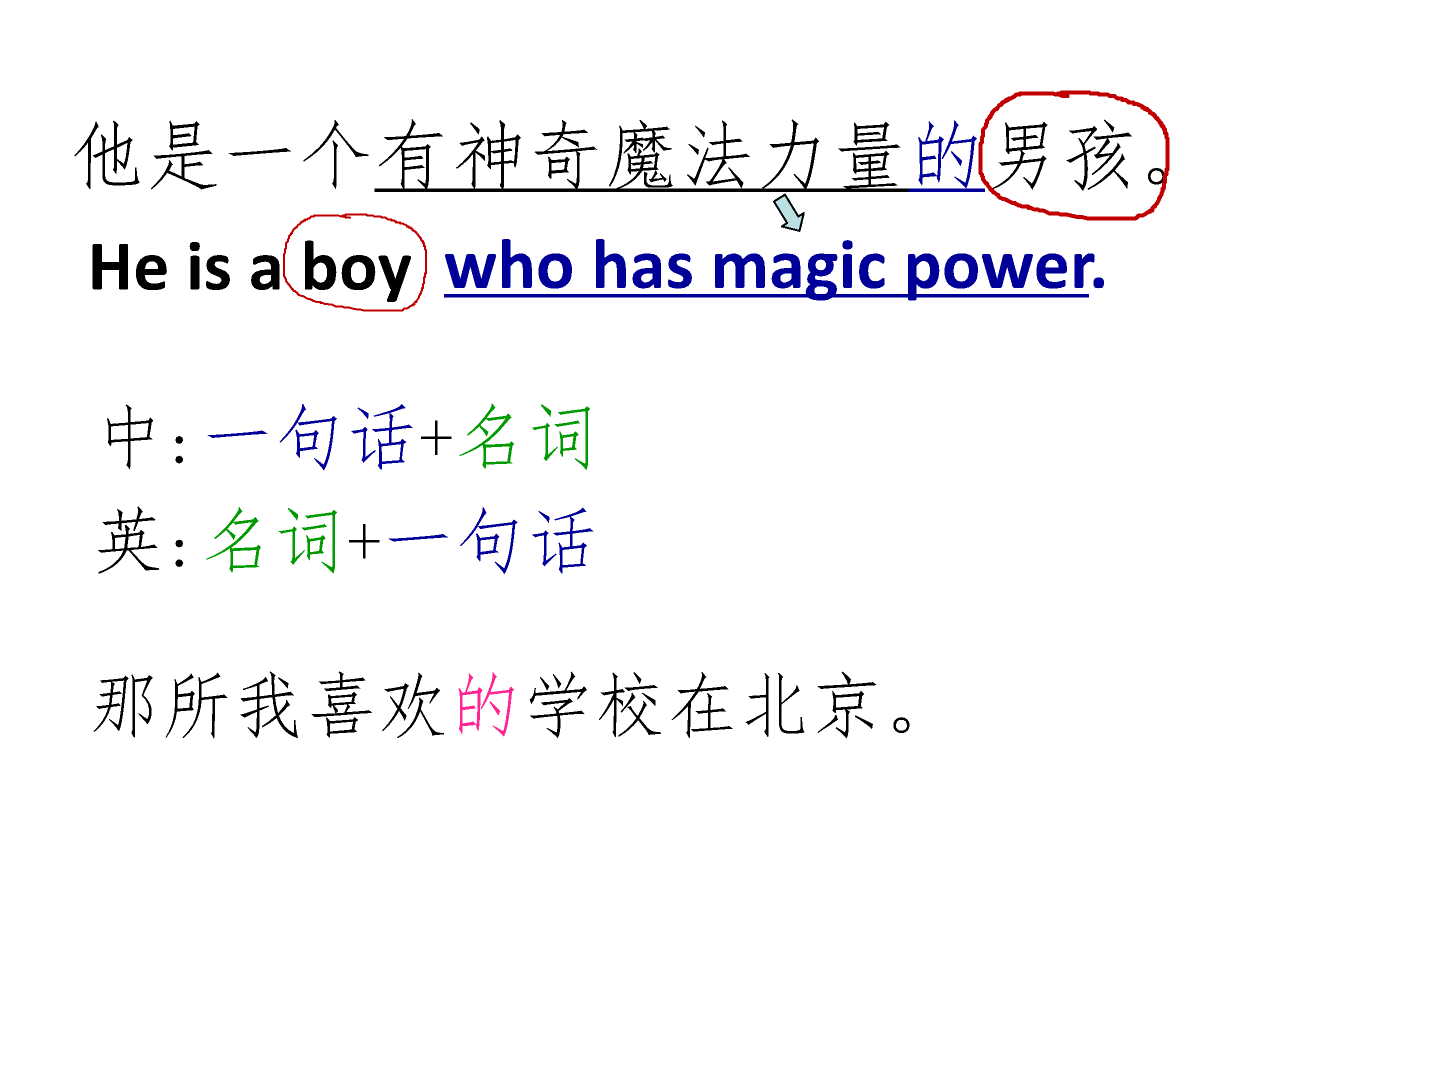 他是一个有神奇魔法力量的男孩。
He is a boy who has magic power.
中:一句话+名词
英:名词+一句话
那所我喜欢的学校在北京。